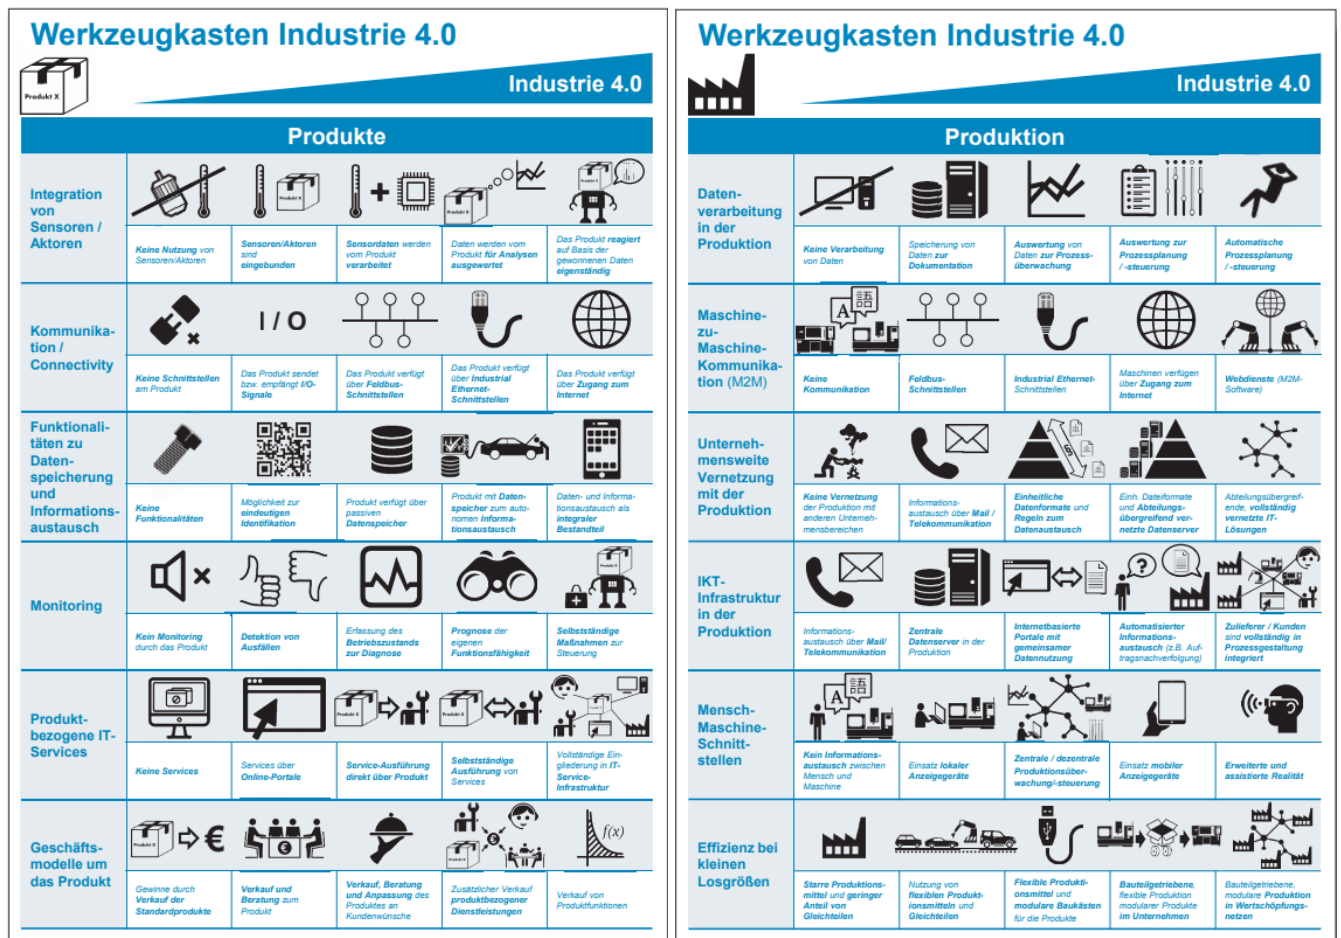 Werkzeugkasten Industrie 4.0
Produkt X
Industrie 4.0
Produkte
Integration
von
Sensoren /
Aktoren
Produkt X
Produkt X
Produkt X
Keine Nutzung von
Sensoren/Aktoren
Sensoren/Aktoren
sind
eingebunden
Sensordaten werden
vom Produkt
verarbeitet
Daten werden vom
Produkt für Analysen
ausgewertet
Das Produkt reagiert
auf Basis der
gewonnenen Daten
eigenständig
Kommunika-
tion /
Connectivity
I / O
Keine Schnittstellen
am Produkt
Das Produkt sendet
bzw. empfängt I/O-
Signale
Das Produkt verfügt
über Feldbus-
Schnittstellen
Das Produkt verfügt
über Industrial
Ethernet-
Schnittstellen
Das Produkt verfügt
über Zugang zum
Internet
Funktionali-
täten zu
Daten-
speicherung
und
Informations-
austausch
Keine
Funktionalitäten
Möglichkeit zur
eindeutigen
Identifikation
Produkt verfügt über
passiven
Datenspeicher
Produkt mit Daten-
speicher zum auto-
nomen Informa-
tionsaustausch
Daten- und Informa-
tionsaustausch als
integraler
Bestandteil
Monitoring
Produkt X
Kein Monitoring
durch das Produkt
Detektion von
Ausfällen
Erfassung des
Betriebszustands
zur Diagnose
Prognose der
eigenen
Funktionsfähigkeit
Selbstständige
Maßnahmen zur
Steuerung
Produkt-
bezogene IT-
Services
Produkt X
Produkt X
Produkt X
Keine Services
Services über
Online-Portale
Service-Ausführung
direkt über Produkt
Selbstständige
Ausführung von
Services
Vollständige Ein-
gliederung in IT-
Service-
Infrastruktur
Geschäfts-
modelle um
das Produkt
Produkt X
€
€
Produkt X
€
f(x)
Gewinne durch
Verkauf der
Standardprodukte
Verkauf und
Beratung zum
Produkt
Verkauf, Beratung
und Anpassung des
Produktes an
Kundenwünsche
Zusätzlicher Verkauf
produktbezogener
Dienstleistungen
Verkauf von
Produktfunktionen
Werkzeugkasten Industrie 4.0
Industrie 4.0
Produktion
Daten-
verarbeitung
in der
Produktion
Keine Verarbeitung
von Daten
Speicherung von
Daten zur
Dokumentation
Auswertung von
Daten zur Prozess-
überwachung
Auswertung zur
Prozessplanung
/ -steuerung
Automatische
Prozessplanung
/ -steuerung
Maschine-
zu-
Maschine-
Kommunika-
tion (M2M)
A 語
Keine
Kommunikation
Feldbus-
Schnittstellen
Industrial Ethernet-
Schnittstellen
Maschinen verfügen
über Zugang zum
Internet
Webdienste (M2M-
Software)
Unterneh-
mensweite
Vernetzung
mit der
Produktion
§
Keine Vernetzung
der Produktion mit
anderen Unterneh-
mensbereichen
Informations-
austausch über Mail /
Telekommunikation
Einheitliche
Datenformate und
Regeln zum
Datenaustausch
Einh. Dateiformate
und Abteilungs-
übergreifend ver-
netzte Datenserver
Abteilungsübergreif-
ende, vollständig
vernetzte IT-
Lösungen
IKT-
Infrastruktur
in der
Produktion
?
Informations-
austausch über Mail/
Telekommunikation
Zentrale
Datenserver in der
Produktion
Internetbasierte
Portale mit
gemeinsamer
Datennutzung
Automatisierter
Informations-
austausch (z.B. Auf-
tragsnachverfolgung)
Zulieferer / Kunden
sind vollständig in
Prozessgestaltung
integriert
Mensch-
Maschine-
Schnitt-
stellen
A 語
Kein Informations-
austausch zwischen
Mensch und
Maschine
Einsatz lokaler
Anzeigegeräte
Zentrale / dezentrale
Produktionsüber-
wachung/-steuerung
Einsatz mobiler
Anzeigegeräte
Erweiterte und
assistierte Realität
Effizienz bei
kleinen
Losgrößen
Starre Produktions-
mittel und geringer
Anteil von
Gleichteilen
Nutzung von
flexiblen Produkt-
ionsmitteln und
Gleichteilen
Flexible Produkti-
onsmittel und
modulare Baukästen
für die Produkte
Bauteilgetriebene,
flexible Produktion
modularer Produkte
im Unternehmen
Bauteilgetriebene,
modulare Produktion
in Wertschöpfungs-
netzen